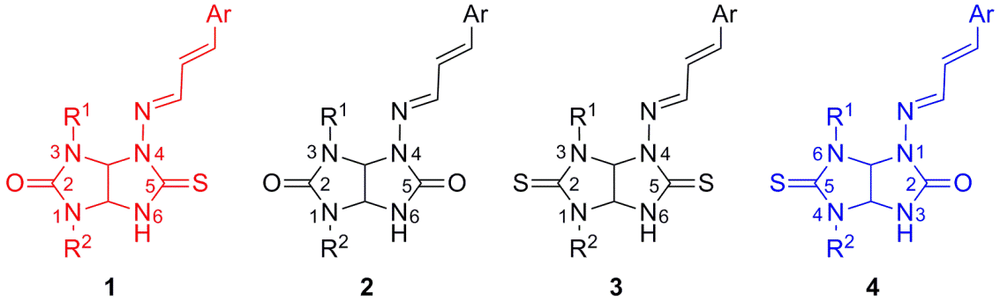 Ar Ar Ar Ar
N N N N
R¹ R¹ R¹ R¹
3 N N 4 3 N N 4 3 N N 4 6 N N 1
O 2 5 S O 2 5 O S 2 5 S S 5 2 O
1 N N 6 1 N N 6 1 N N 6 4 N N 3
H H H H
R² R² R² R²
1 2 3 4